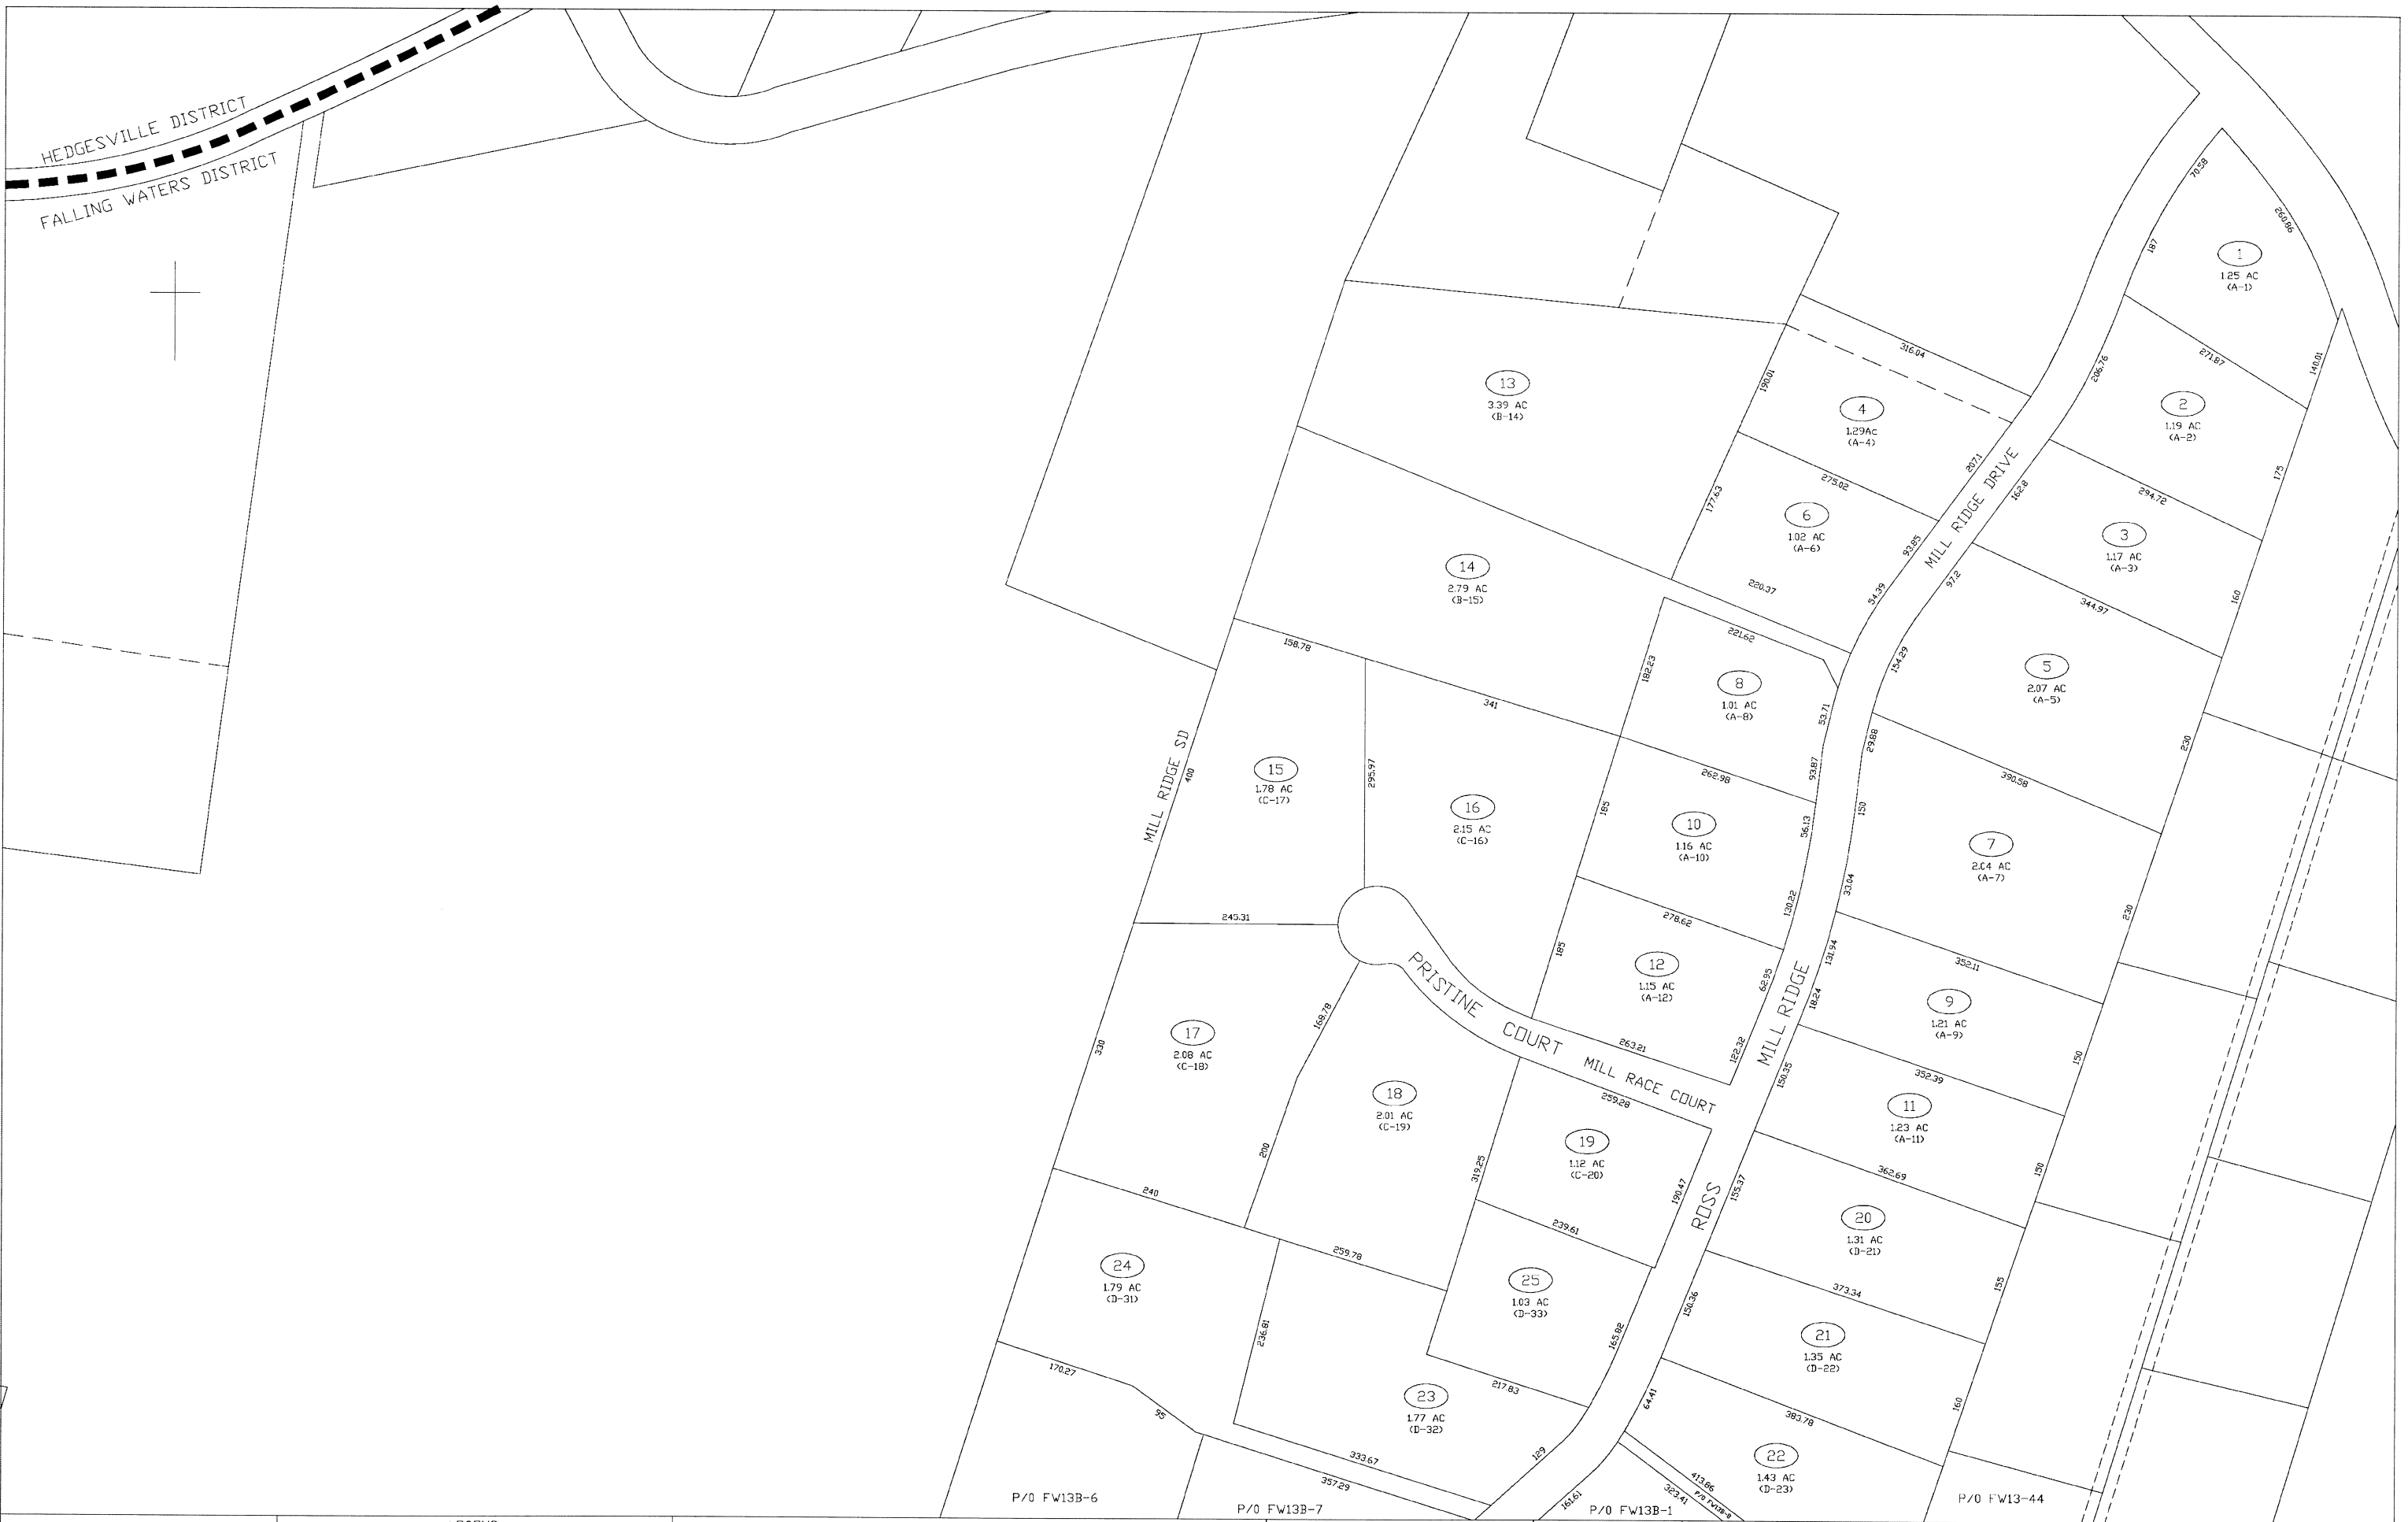 HEDGESVILLE DISTRICT
FALLING WATERS DISTRICT
70.58
260.86
187
1
1.25 AC
(A-1)
271.87
140.01
206.76
2
1.19 AC
(A-2)
175
294.72
162.8
3
1.17 AC
(A-3)
160
344.97
97.2
154.29
5
2.07 AC
(A-5)
230
390.58
29.88
150
33.04
7
2.04 AC
(A-7)
230
352.11
131.94
18.24
9
1.21 AC
(A-9)
150
352.39
150.35
11
1.23 AC
(A-11)
150
362.69
155.37
20
1.31 AC
(D-21)
155
373.34
150.36
21
1.35 AC
(D-22)
160
383.78
64.41
22
1.43 AC
(D-23)
413.86
323.41
161.61
P/O FW13B-1
P/O FW13-44
MILL RIDGE DRIVE
316.04
190.01
4
1.29Ac
(A-4)
207.1
275.02
177.63
6
1.02 AC
(A-6)
93.85
54.39
220.37
221.62
182.23
8
1.01 AC
(A-8)
53.71
93.87
262.98
185
10
1.16 AC
(A-10)
56.13
130.22
278.62
185
12
1.15 AC
(A-12)
62.95
122.32
263.21
MILL RIDGE
ROSS
13
3.39 AC
(B-14)
14
2.79 AC
(B-15)
158.78
341
MILL RIDGE SD
400
15
1.78 AC
(C-17)
295.97
16
2.15 AC
(C-16)
245.31
PRISTINE COURT
MILL RACE COURT
259.28
168.78
330
17
2.08 AC
(C-18)
200
18
2.01 AC
(C-19)
319.25
19
1.12 AC
(C-20)
190.47
239.61
240
259.78
24
1.79 AC
(D-31)
236.81
25
1.03 AC
(D-33)
165.82
217.83
170.27
95
23
1.77 AC
(D-32)
129
333.67
357.29
P/O FW13B-6
P/O FW13B-7